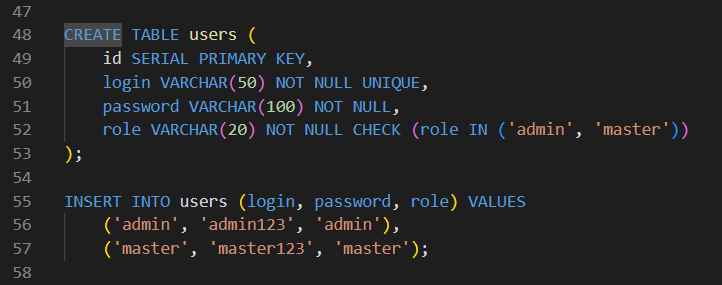 47
48 CREATE TABLE users (
49 id SERIAL PRIMARY KEY,
50 login VARCHAR(50) NOT NULL UNIQUE,
51 password VARCHAR(100) NOT NULL,
52 role VARCHAR(20) NOT NULL CHECK (role IN ('admin', 'master'))
53 );
54
55 INSERT INTO users (login, password, role) VALUES
56 ('admin', 'admin123', 'admin'),
57 ('master', 'master123', 'master');
58